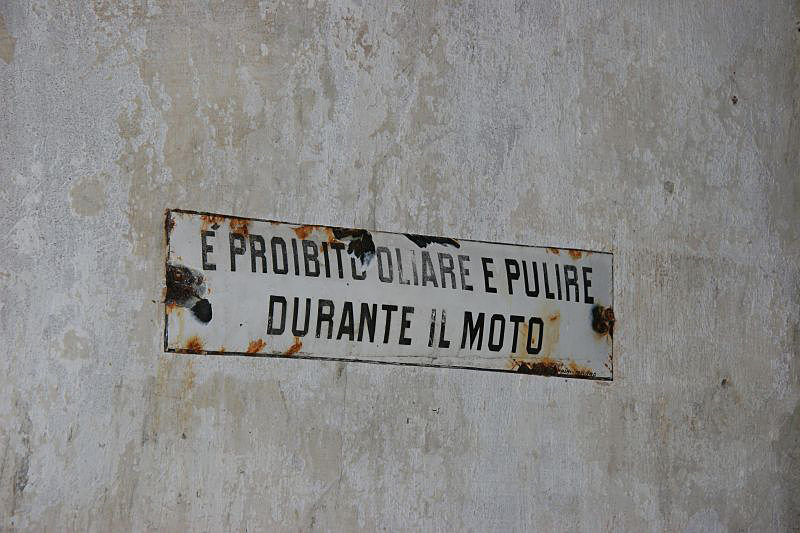 É PROIBITO OLIARE E PULIRE
DURANTE IL MOTO